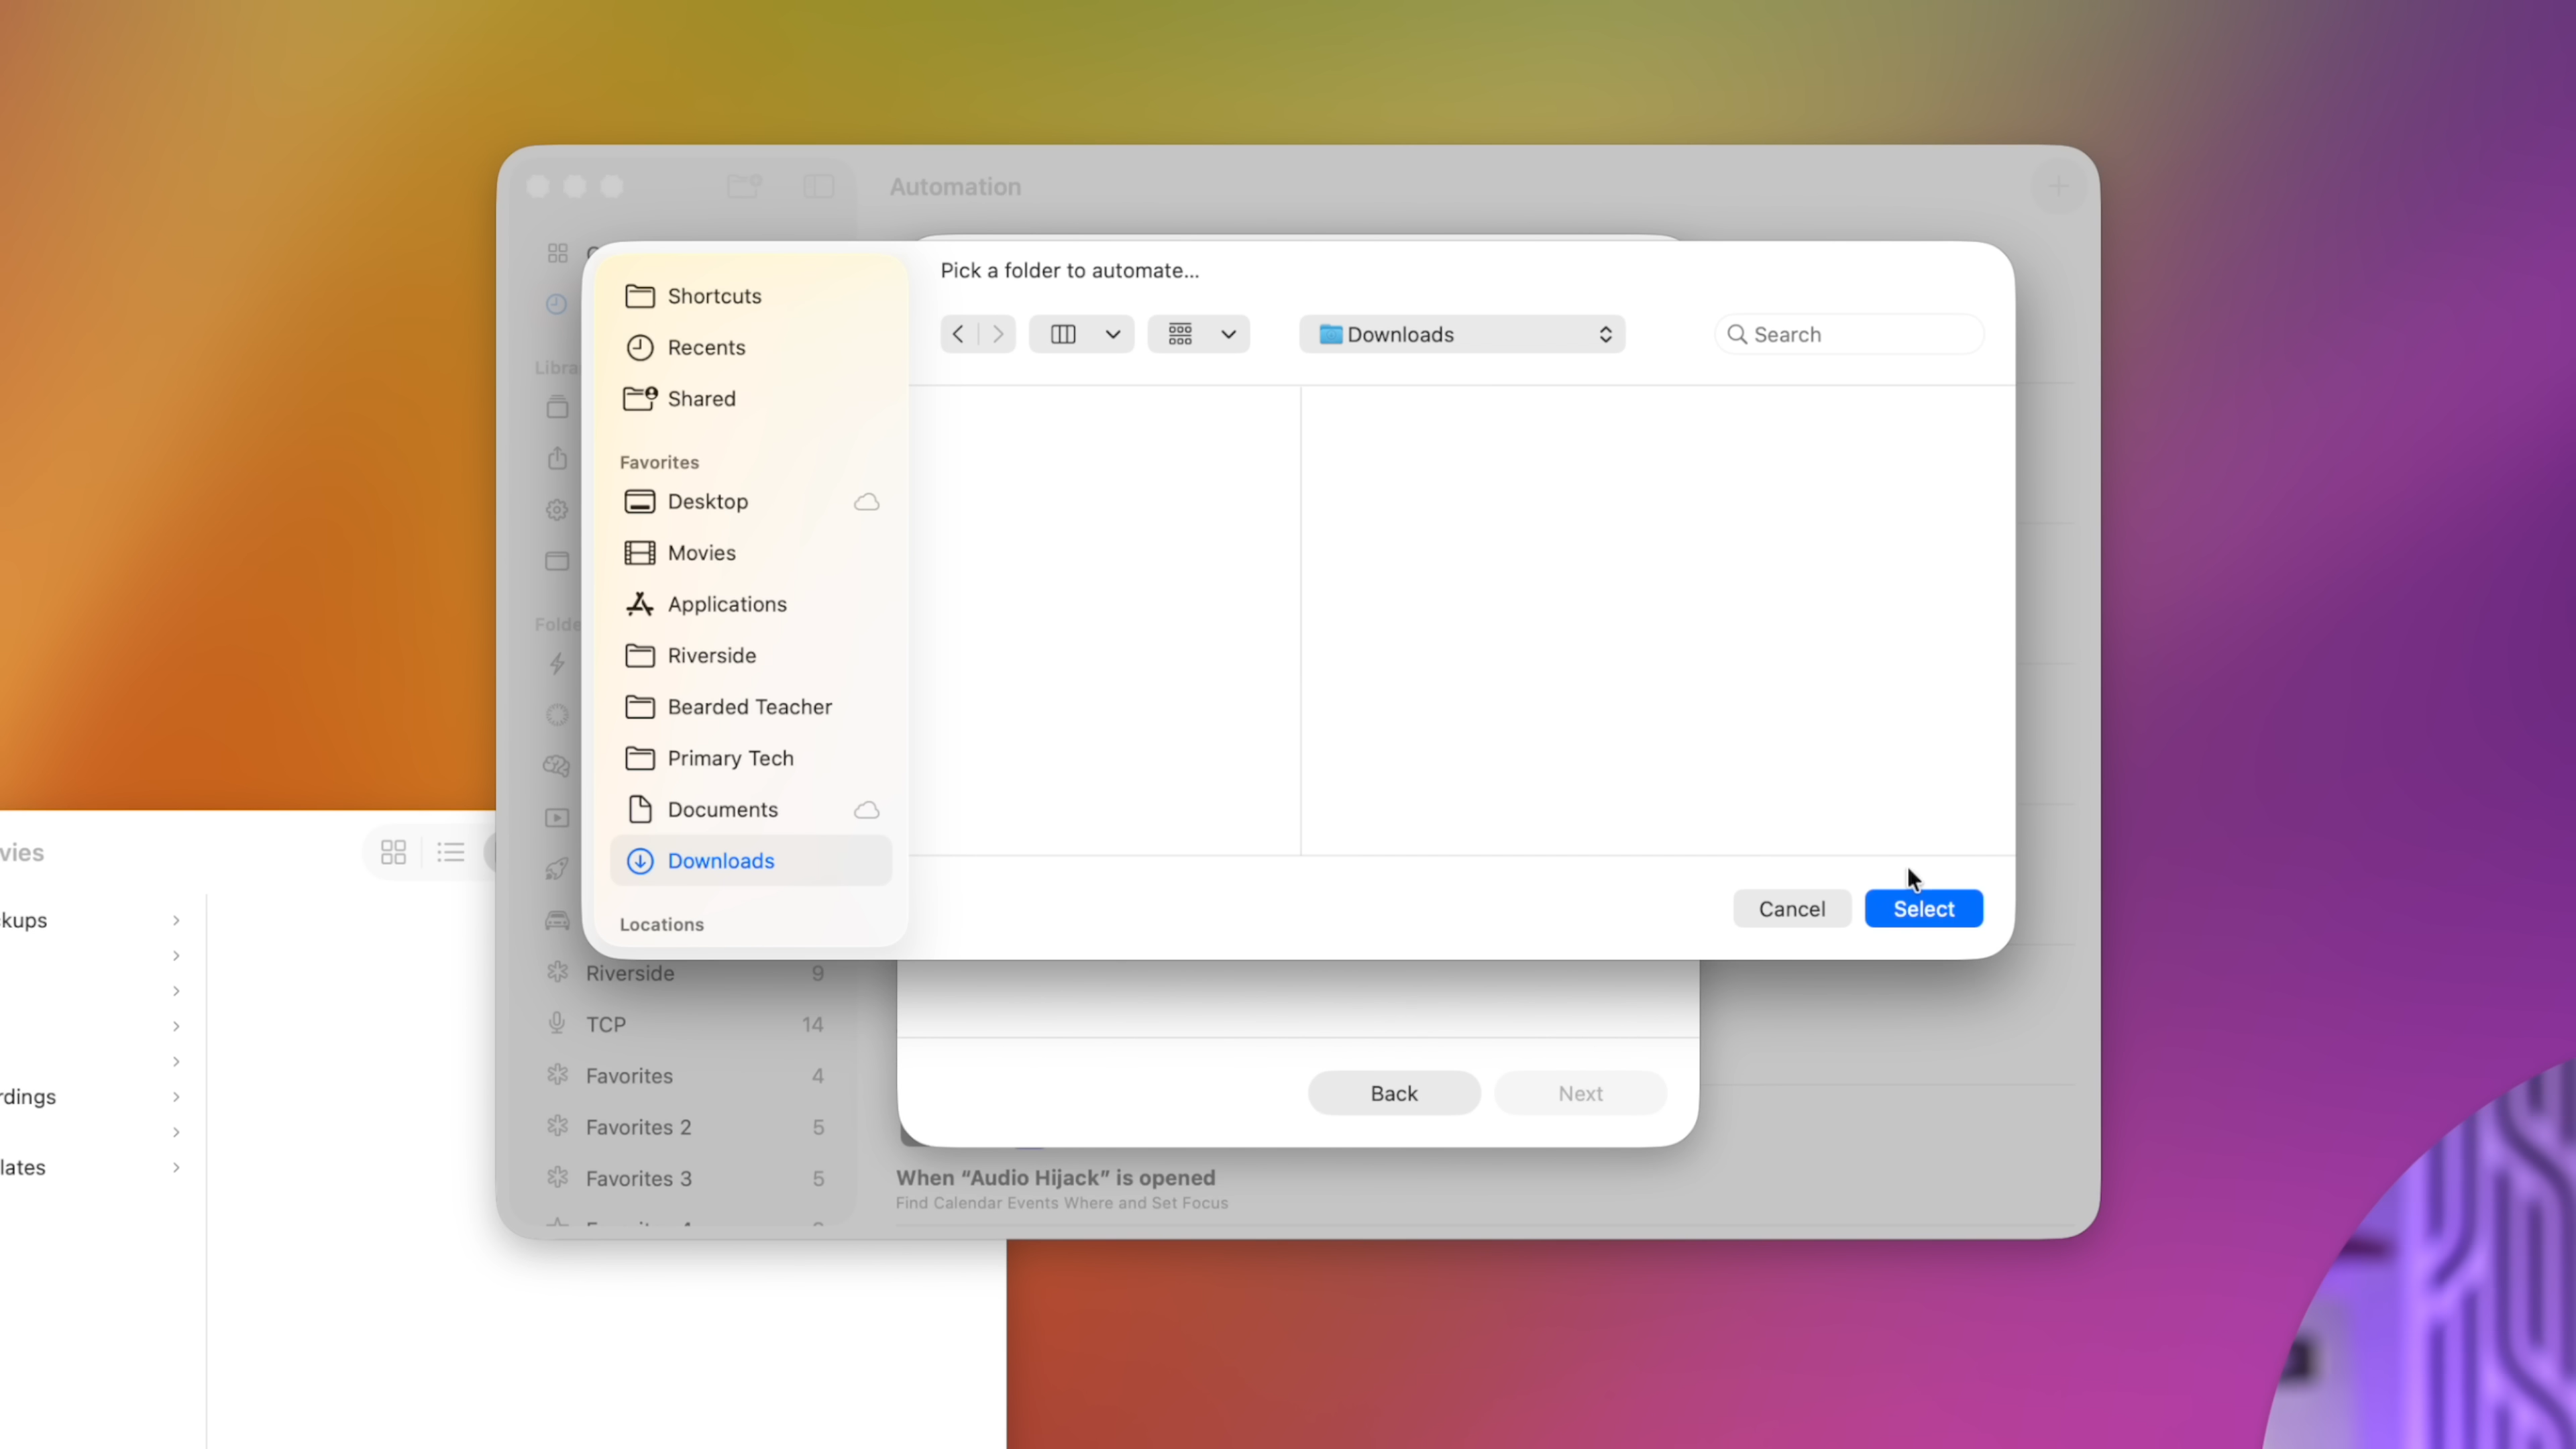 Automation
Pick a folder to automate...
Shortcuts
Recents
Shared
Favorites
Desktop
Movies
Applications
Riverside
Bearded Teacher
Primary Tech
Documents
Downloads
Locations
Downloads
Search
Cancel
Select
Libra
Folde
Riverside 9
TCP 14
Favorites 4
Favorites 2 5
Favorites 3 5
Back
Next
When “Audio Hijack” is opened
Find Calendar Events Where and Set Focus
vies
kups
rdings
lates